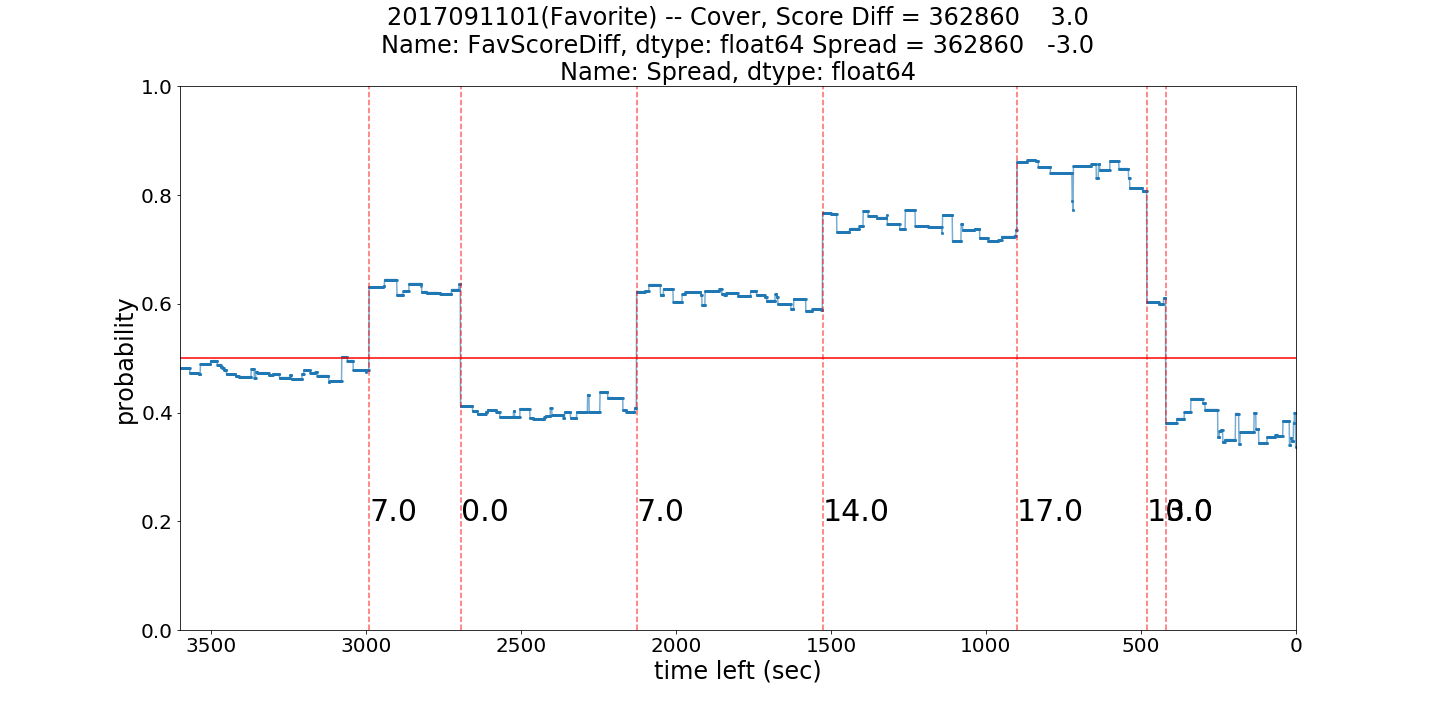 2017091101(Favorite) -- Cover, Score Diff = 362860    3.0
Name: FavScoreDiff, dtype: float64 Spread = 362860   -3.0
Name: Spread, dtype: float64
1.0
0.8
0.6
0.4
0.2
0.0
probability
7.0 0.0 7.0 14.0 17.0 3.0
3500 3000 2500 2000 1500 1000 500 0
time left (sec)